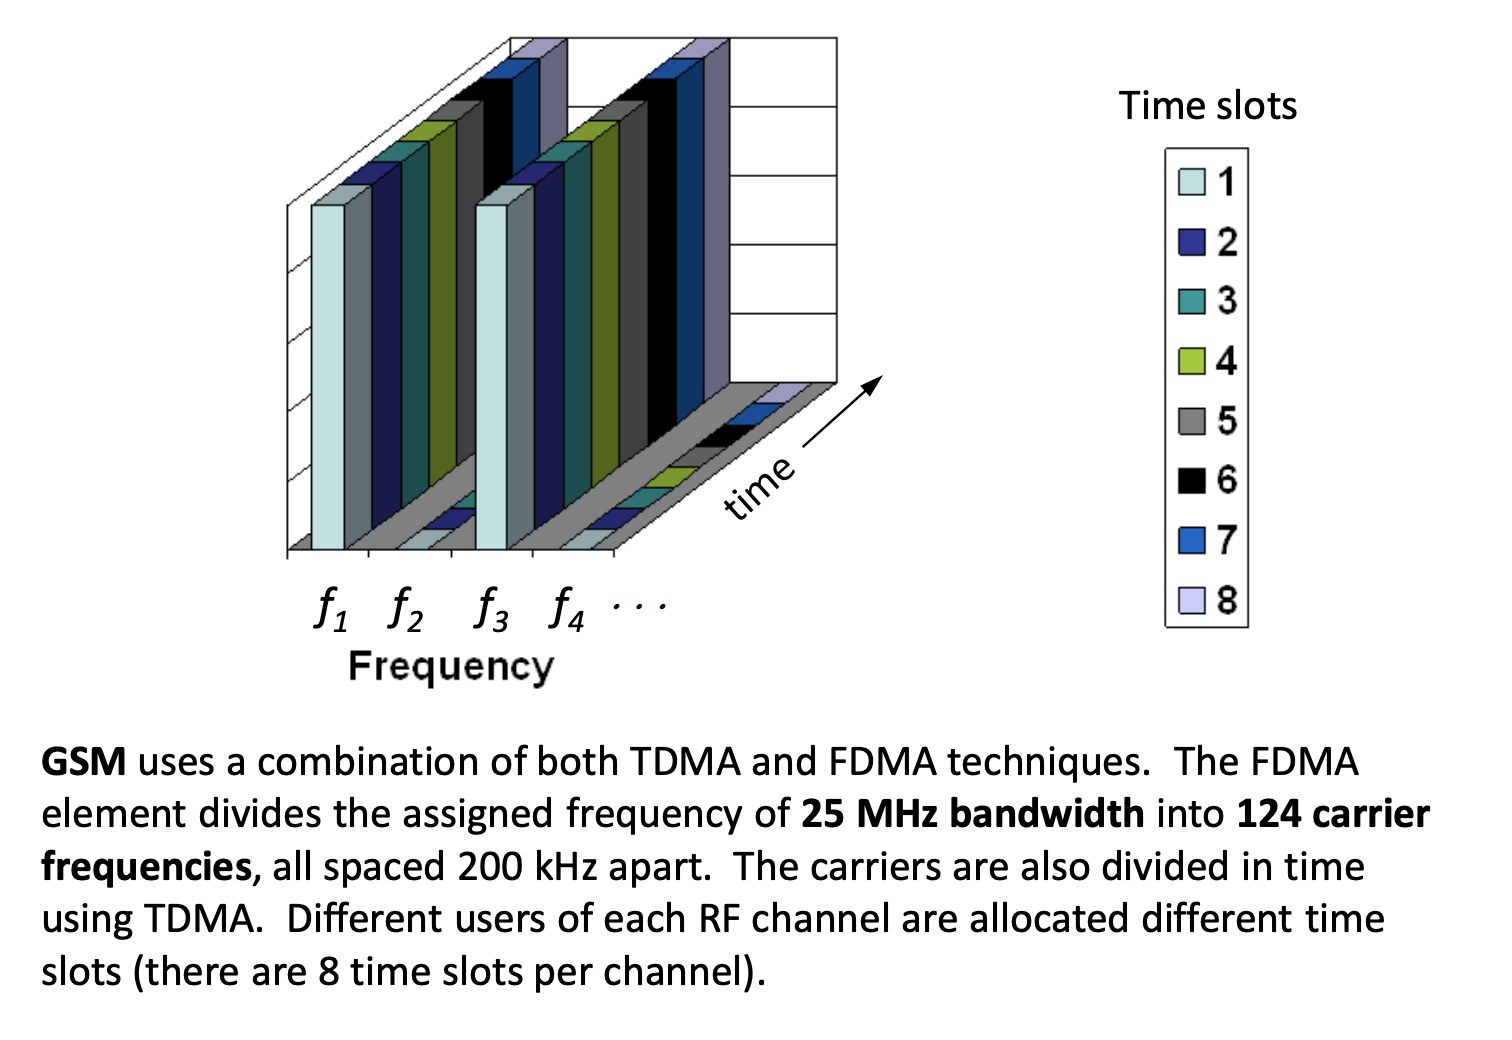 Time slots
1
2
3
4
5
6
7
8
time
f1 f2 f3 f4 . . .
Frequency
GSM uses a combination of both TDMA and FDMA techniques.  The FDMA
element divides the assigned frequency of 25 MHz bandwidth into 124 carrier
frequencies, all spaced 200 kHz apart.  The carriers are also divided in time
using TDMA.  Different users of each RF channel are allocated different time
slots (there are 8 time slots per channel).